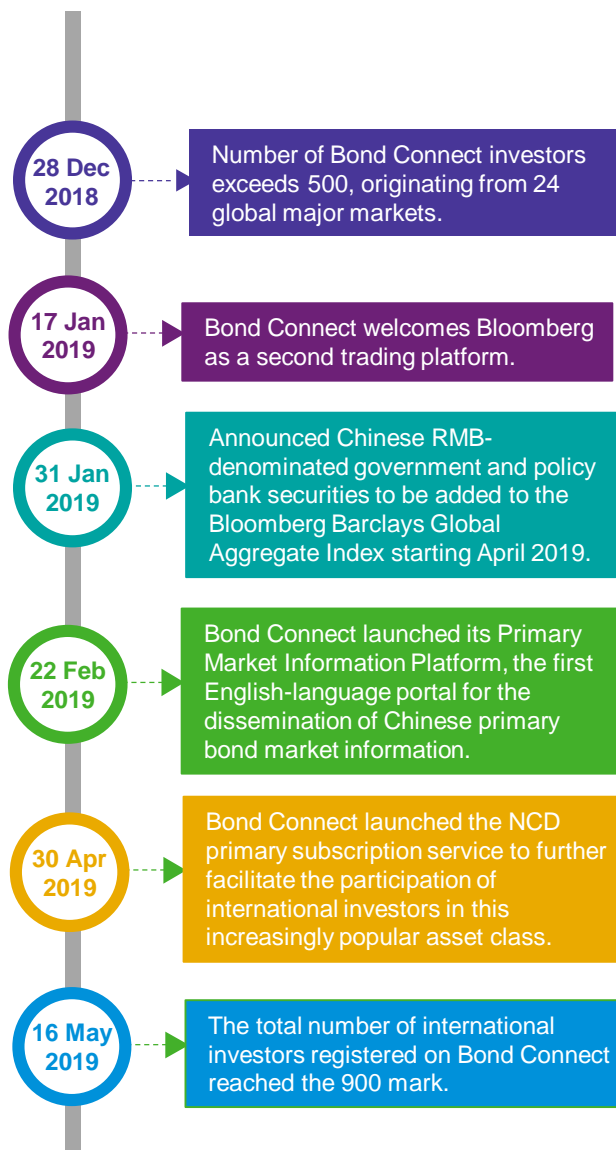 28 Dec
2018
Number of Bond Connect investors
exceeds 500, originating from 24
global major markets.
17 Jan
2019
Bond Connect welcomes Bloomberg
as a second trading platform.
31 Jan
2019
Announced Chinese RMB-
denominated government and policy
bank securities to be added to the
Bloomberg Barclays Global
Aggregate Index starting April 2019.
22 Feb
2019
Bond Connect launched its Primary
Market Information Platform, the first
English-language portal for the
dissemination of Chinese primary
bond market information.
30 Apr
2019
Bond Connect launched the NCD
primary subscription service to further
facilitate the participation of
international investors in this
increasingly popular asset class.
16 May
2019
The total number of international
investors registered on Bond Connect
reached the 900 mark.